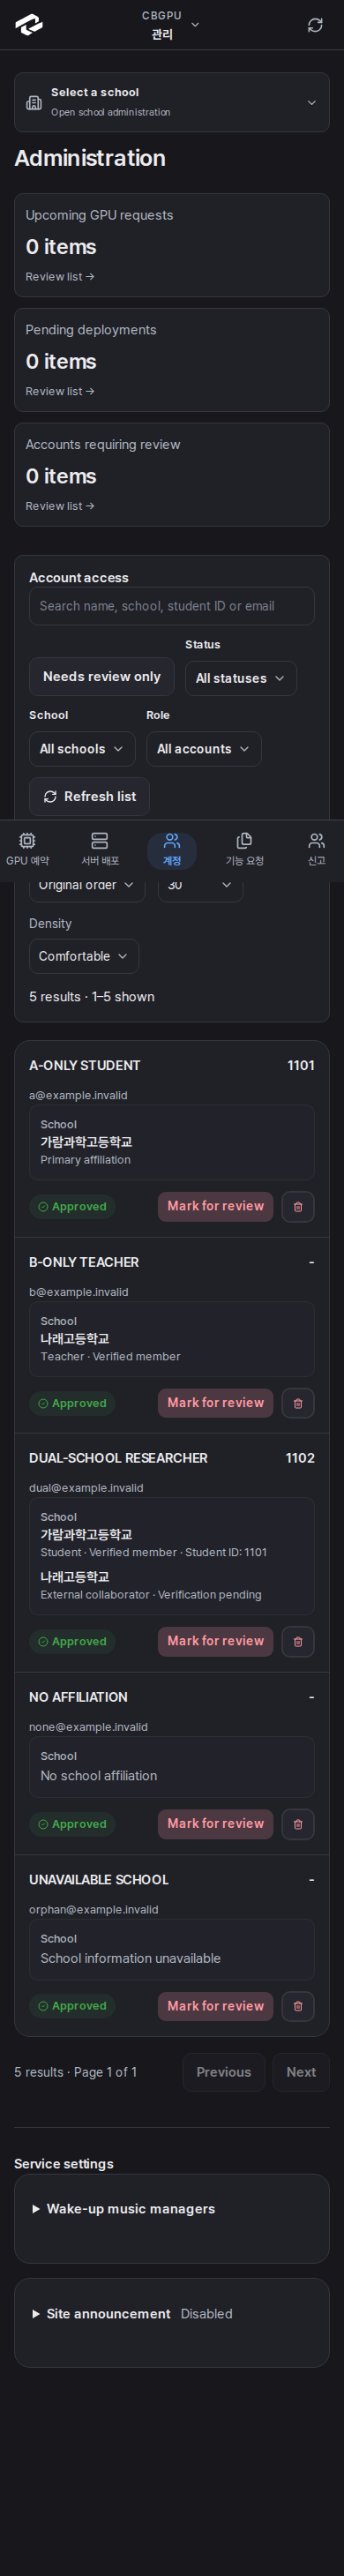 CBGPU
관리
Select a school
Open school administration
Administration
Upcoming GPU requests
0 items
Review list →
Pending deployments
0 items
Review list →
Accounts requiring review
0 items
Review list →
Account access
Search name, school, student ID or email
Status
Needs review only
All statuses
School Role
All schools All accounts
Refresh list
GPU 예약 서버 배포 계정 기능 요청 신고
Original order 30
Density
Comfortable
5 results · 1–5 shown
A-ONLY STUDENT 1101
a@example.invalid
School
가람과학고등학교
Primary affiliation
Approved Mark for review
B-ONLY TEACHER -
b@example.invalid
School
나래고등학교
Teacher · Verified member
Approved Mark for review
DUAL-SCHOOL RESEARCHER 1102
dual@example.invalid
School
가람과학고등학교
Student · Verified member · Student ID: 1101
나래고등학교
External collaborator · Verification pending
Approved Mark for review
NO AFFILIATION -
none@example.invalid
School
No school affiliation
Approved Mark for review
UNAVAILABLE SCHOOL -
orphan@example.invalid
School
School information unavailable
Approved Mark for review
5 results · Page 1 of 1 Previous Next
Service settings
Wake-up music managers
Site announcement Disabled